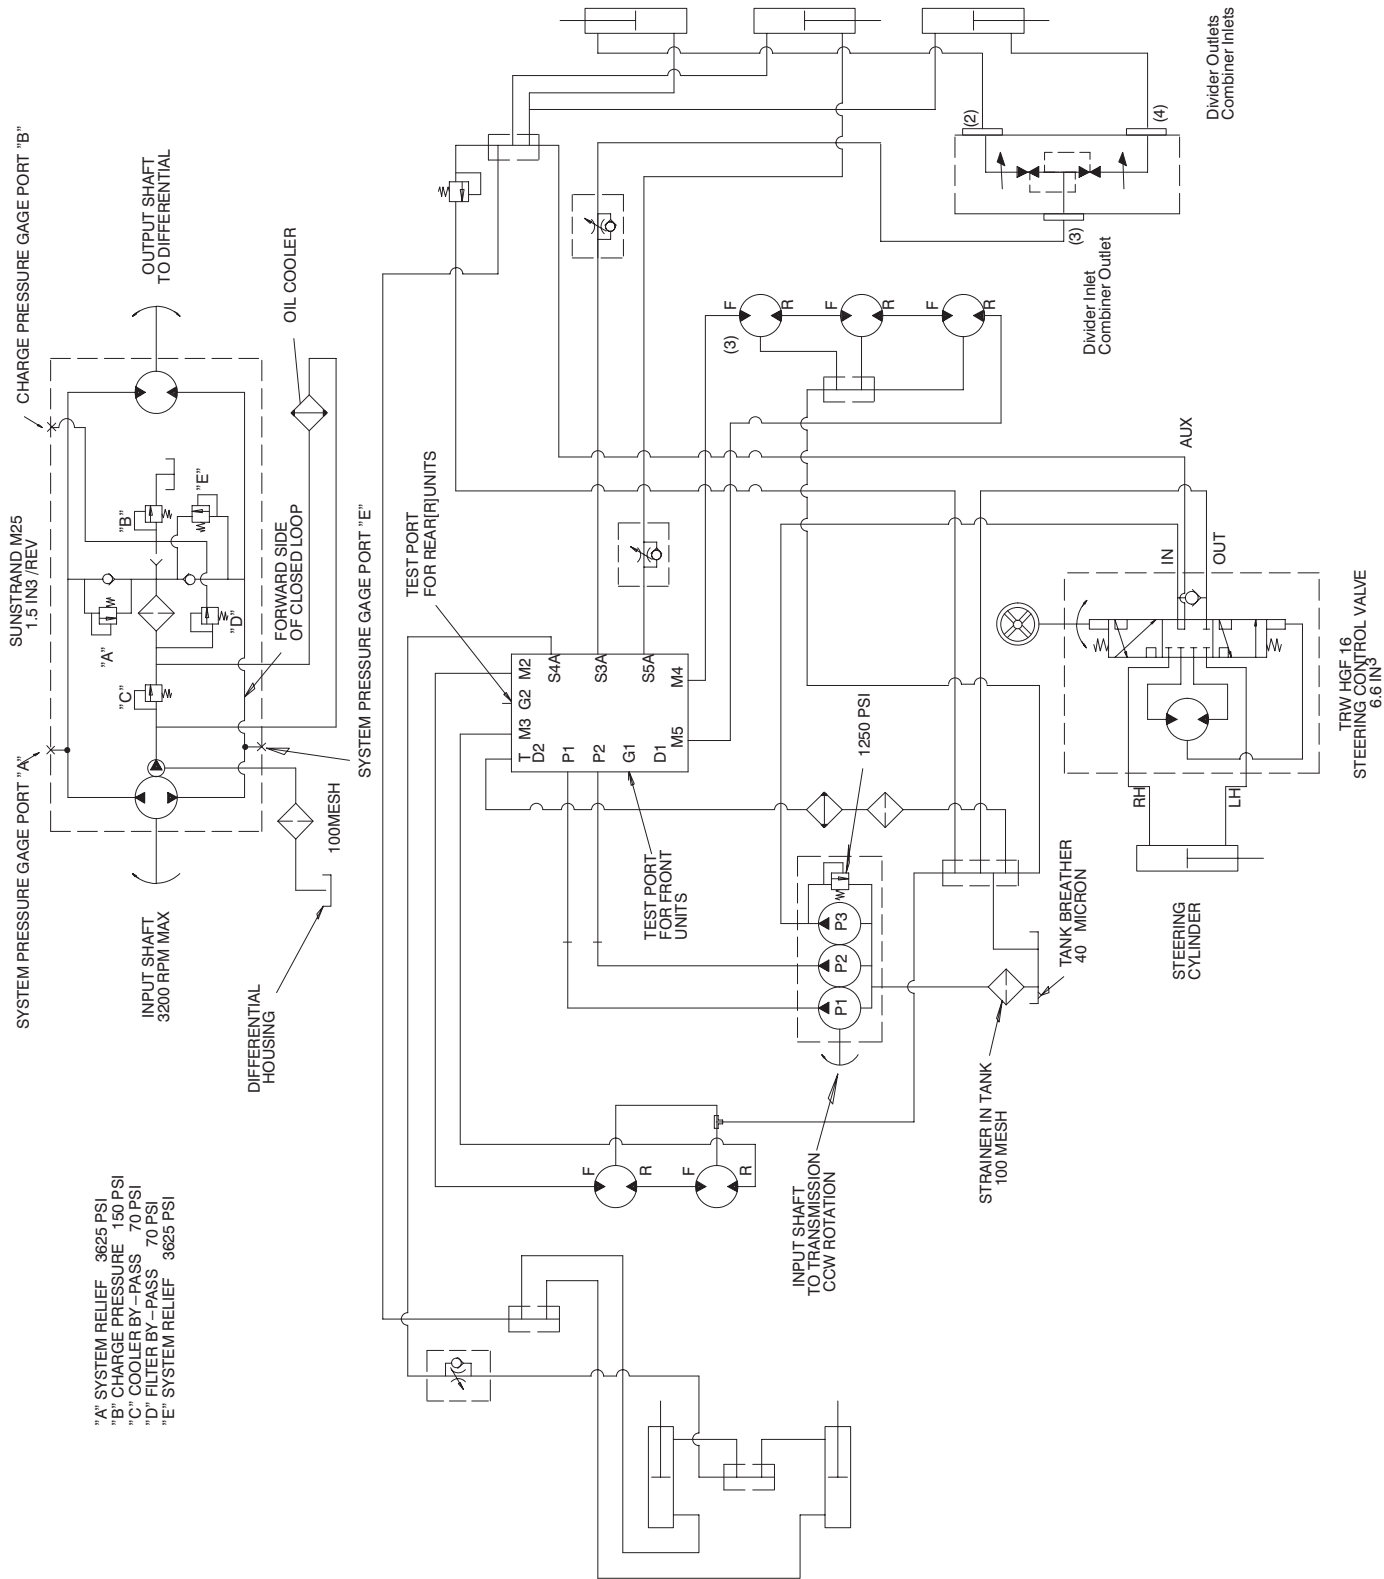 SYSTEM PRESSURE GAGE PORT "A"
SUNSTRAND M25
1.5 IN3 /REV
CHARGE PRESSURE GAGE PORT "B"
INPUT SHAFT
3200 RPM MAX
OUTPUT SHAFT
TO DIFFERENTIAL
"A"
"B"
"C"
"D"
"E"
DIFFERENTIAL
HOUSING
100MESH
FORWARD SIDE
OF CLOSED LOOP
OIL COOLER
SYSTEM PRESSURE GAGE PORT "E"
"A" SYSTEM RELIEF 3625 PSI
"B" CHARGE PRESSURE 150 PSI
"C" COOLER BY-PASS 70 PSI
"D" FILTER BY-PASS 70 PSI
"E" SYSTEM RELIEF 3625 PSI
TEST PORT
FOR REAR[R]UNITS
T
M3
G2
M2
D2
S4A
P1
P2
S3A
G1
S5A
D1
M5
M4
TEST PORT
FOR FRONT
UNITS
1250 PSI
P1
P2
P3
F
R
F
R
INPUT SHAFT
TO TRANSMISSION
CCW ROTATION
STRAINER IN TANK
100 MESH
TANK BREATHER
40 MICRON
(3)
F
R
F
R
F
R
Divider Inlet
Combiner Outlet
(3)
(2)
(4)
Divider Outlets
Combiner Inlets
AUX
IN
OUT
RH
LH
STEERING
CYLINDER
TRW HGF 16
STEERING CONTROL VALVE
6.6 IN3